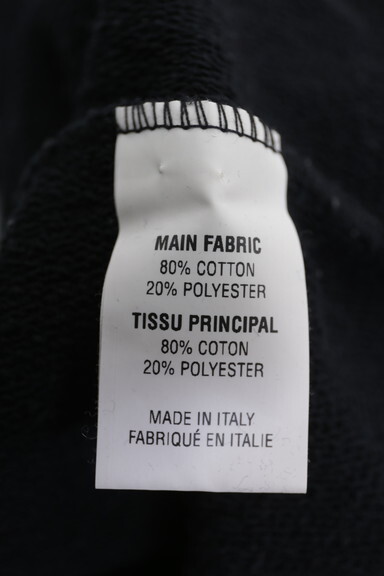 MAIN FABRIC
80% COTTON
20% POLYESTER
TISSU PRINCIPAL
80% COTON
20% POLYESTER
MADE IN ITALY
FABRIQUÉ EN ITALIE